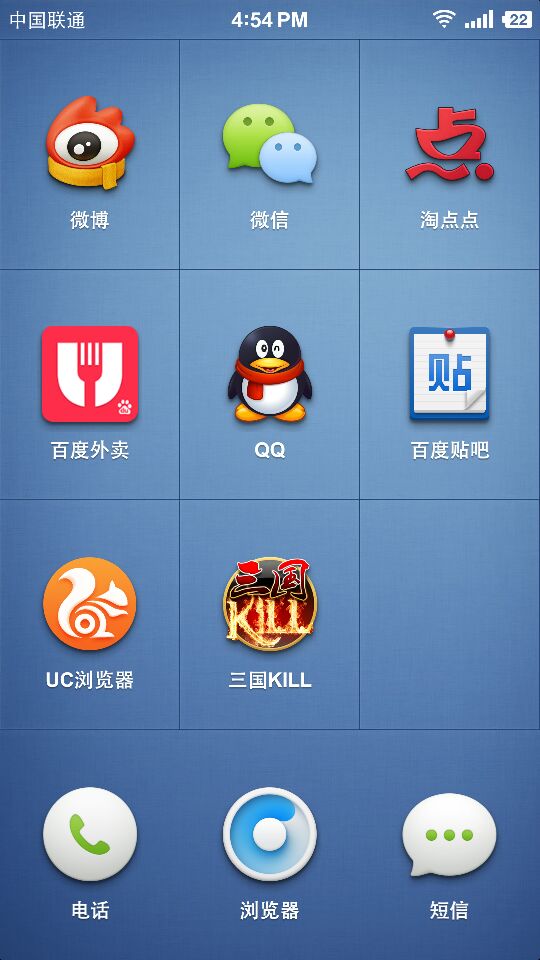 中国联通 4:54 PM 22
点
微博 微信 淘点点
贴
百度外卖 QQ 百度贴吧
三国
KILL
UC浏览器 三国KILL
电话 浏览器 短信